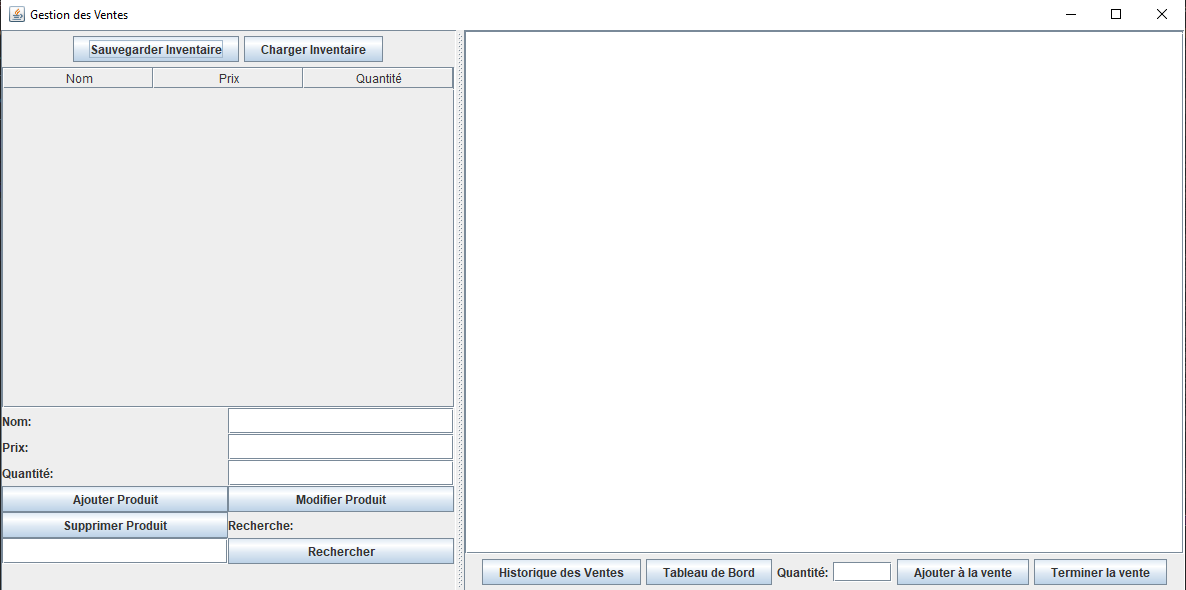 Gestion des Ventes
Sauvegarder Inventaire Charger Inventaire
Nom Prix Quantité
Nom:
Prix:
Quantité:
Ajouter Produit Modifier Produit
Supprimer Produit Recherche:
Rechercher
Historique des Ventes Tableau de Bord Quantité: Ajouter à la vente Terminer la vente